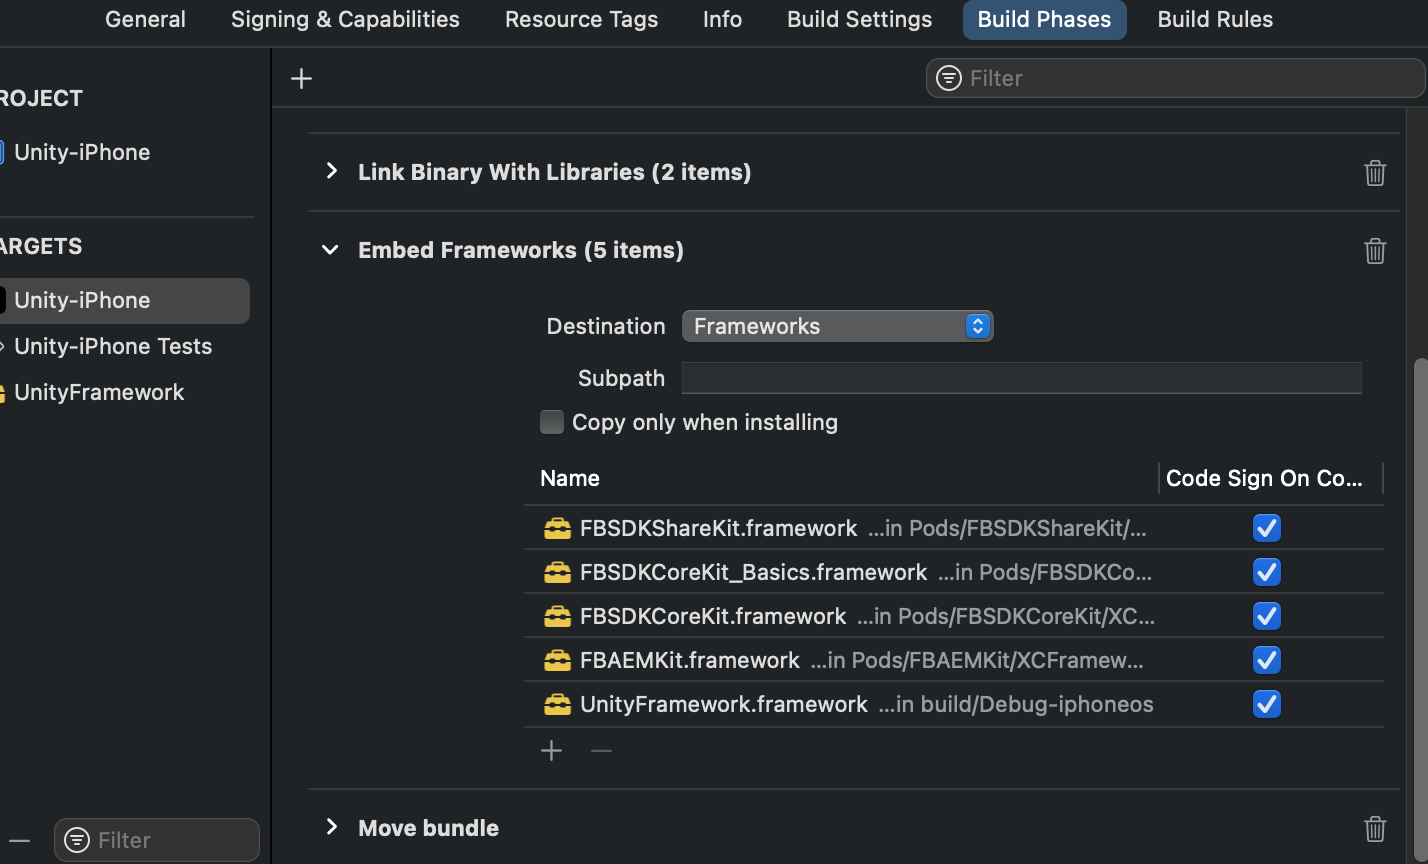 General Signing & Capabilities Resource Tags Info Build Settings Build Phases Build Rules
Filter
ROJECT
Unity-iPhone
ARGETS
Unity-iPhone
Unity-iPhone Tests
UnityFramework
Filter
Link Binary With Libraries (2 items)
Embed Frameworks (5 items)
Destination Frameworks
Subpath
Copy only when installing
Name Code Sign On Co...
FBSDKShareKit.framework ...in Pods/FBSDKShareKit/...
FBSDKCoreKit_Basics.framework ...in Pods/FBSDKCo...
FBSDKCoreKit.framework ...in Pods/FBSDKCoreKit/XC...
FBAEMKit.framework ...in Pods/FBAEMKit/XCFramew...
UnityFramework.framework ...in build/Debug-iphoneos
Move bundle